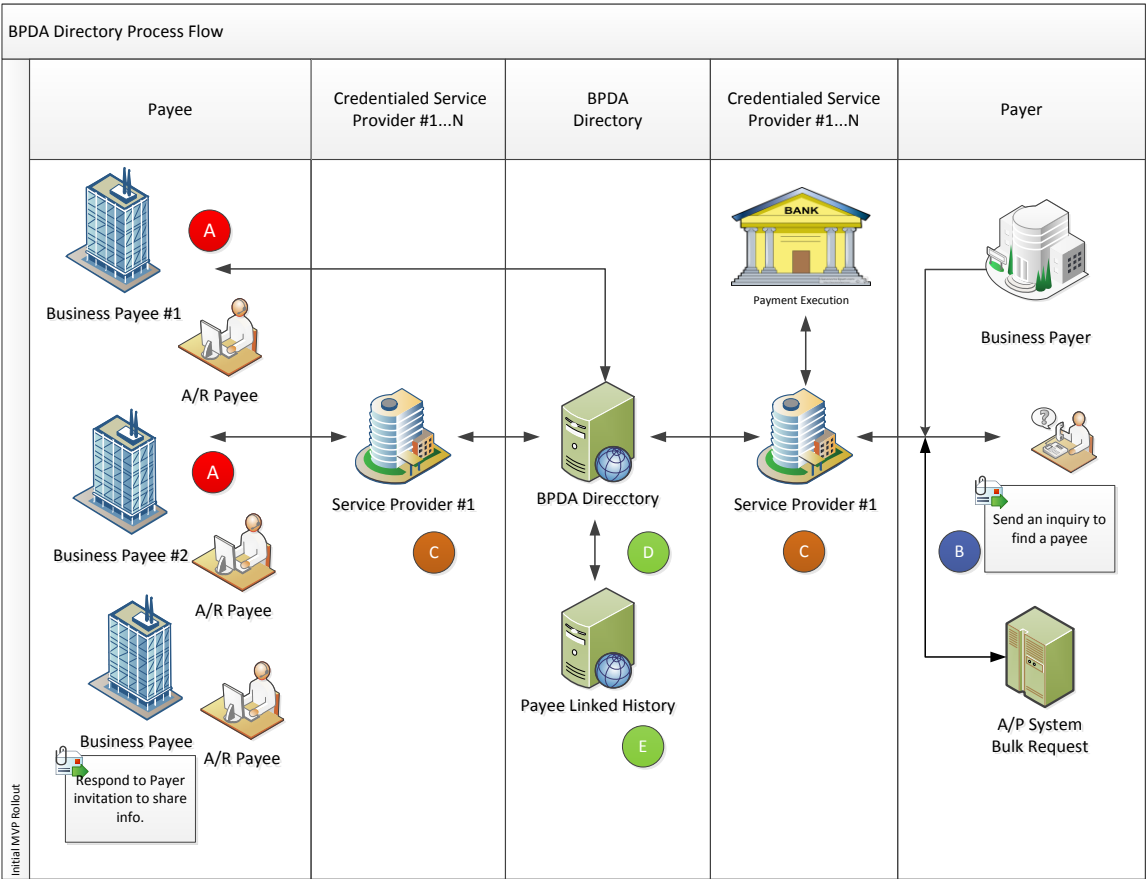 BPDA Directory Process Flow
Payee
Credentialed Service
Provider #1...N
BPDA
Directory
Credentialed Service
Provider #1...N
Payer
Initial MVP Rollout
A
Business Payee #1
A/R Payee
A
Business Payee #2
A/R Payee
Business Payee
A/R Payee
Respond to Payer
invitation to share
info.
Service Provider #1
C
BPDA Direcctory
D
Payee Linked History
E
BANK
Payment Execution
Service Provider #1
C
Business Payer
?
Send an inquiry to
find a payee
B
A/P System
Bulk Request